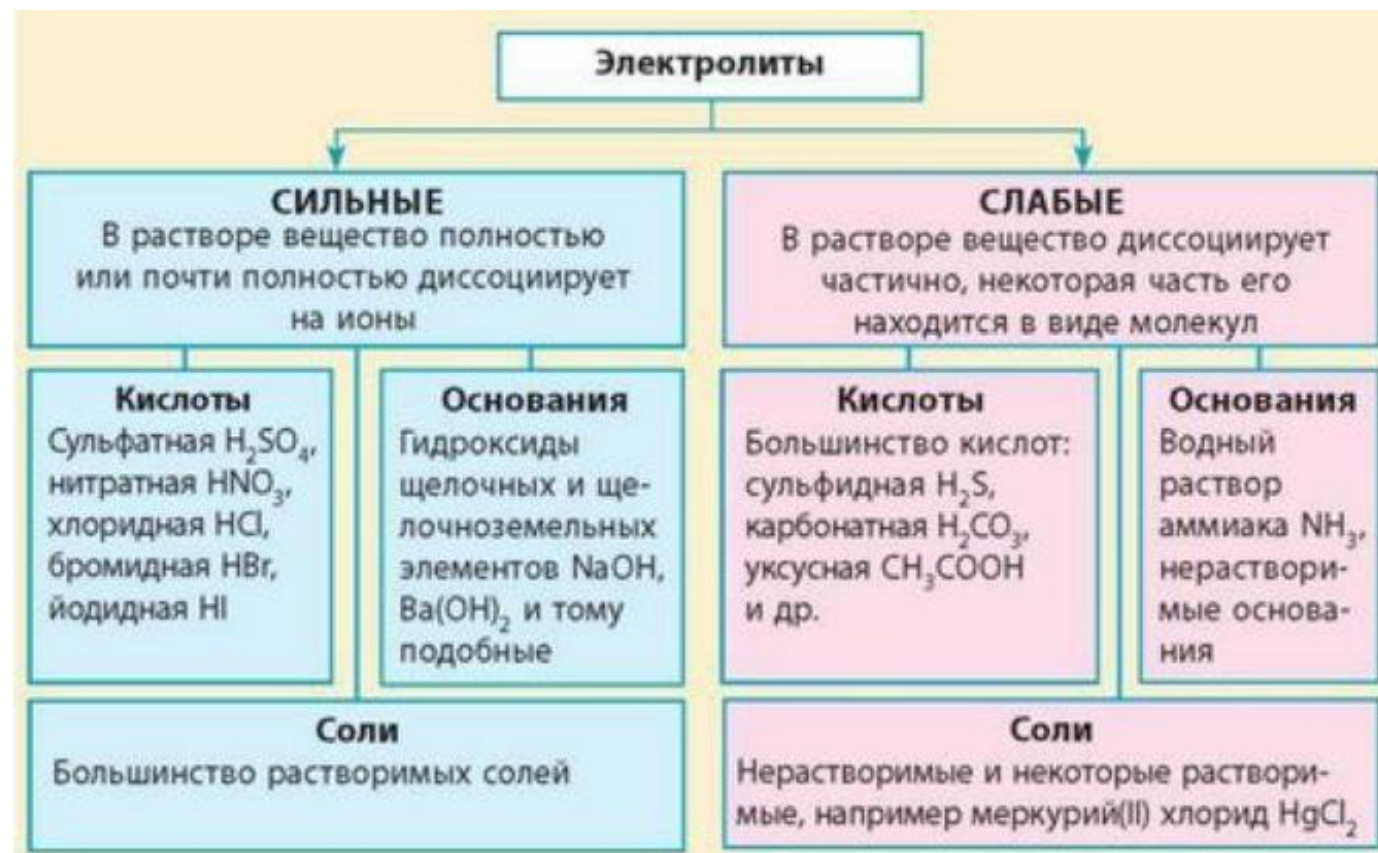 Электролиты
СИЛЬНЫЕ
В растворе вещество полностью
или почти полностью диссоциирует
на ионы
СЛАБЫЕ
В растворе вещество диссоциирует
частично, некоторая часть его
находится в виде молекул
Кислоты
Сульфатная H₂SO₄,
нитратная HNO₃,
хлоридная HCl,
бромидная HBr,
йодидная HI
Основания
Гидроксиды
щелочных и ще-
лочноземельных
элементов NaOH,
Ba(OH)₂ и тому
подобные
Кислоты
Большинство кислот:
сульфидная H₂S,
карбонатная H₂CO₃,
уксусная CH₃COOH
и др.
Основания
Водный
раствор
аммиака NH₃,
нераствори-
мые основа-
ния
Соли
Большинство растворимых солей
Соли
Нерастворимые и некоторые раствори-
мые, например меркурий(II) хлорид HgCl₂